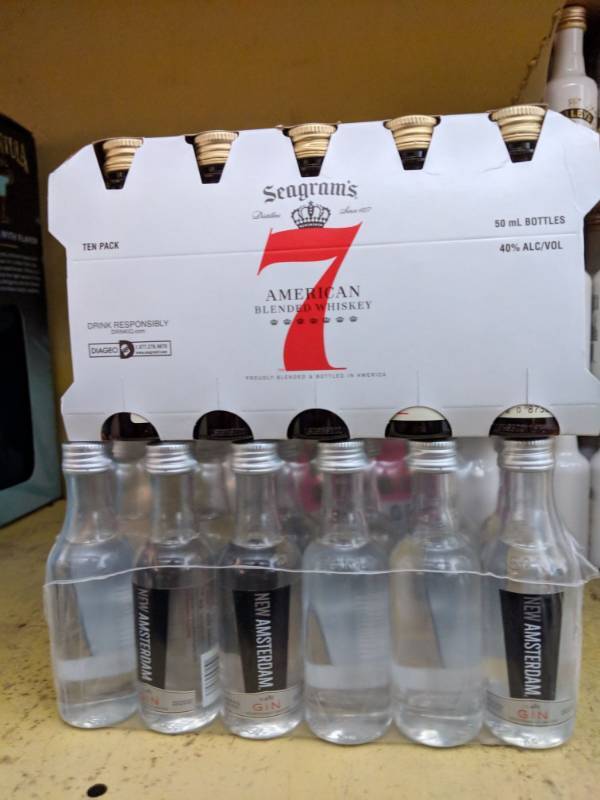 Seagram's
Since 1857
50 mL BOTTLES
TEN PACK
40% ALC/VOL
7
AMERICAN
BLENDED WHISKEY
DRINK RESPONSIBLY
DIAGEO
PROUDLY BLENDED & BOTTLED IN AMERICA
NEW AMSTERDAM
NEW AMSTERDAM.
GIN
NEW AMSTERDAM
GIN